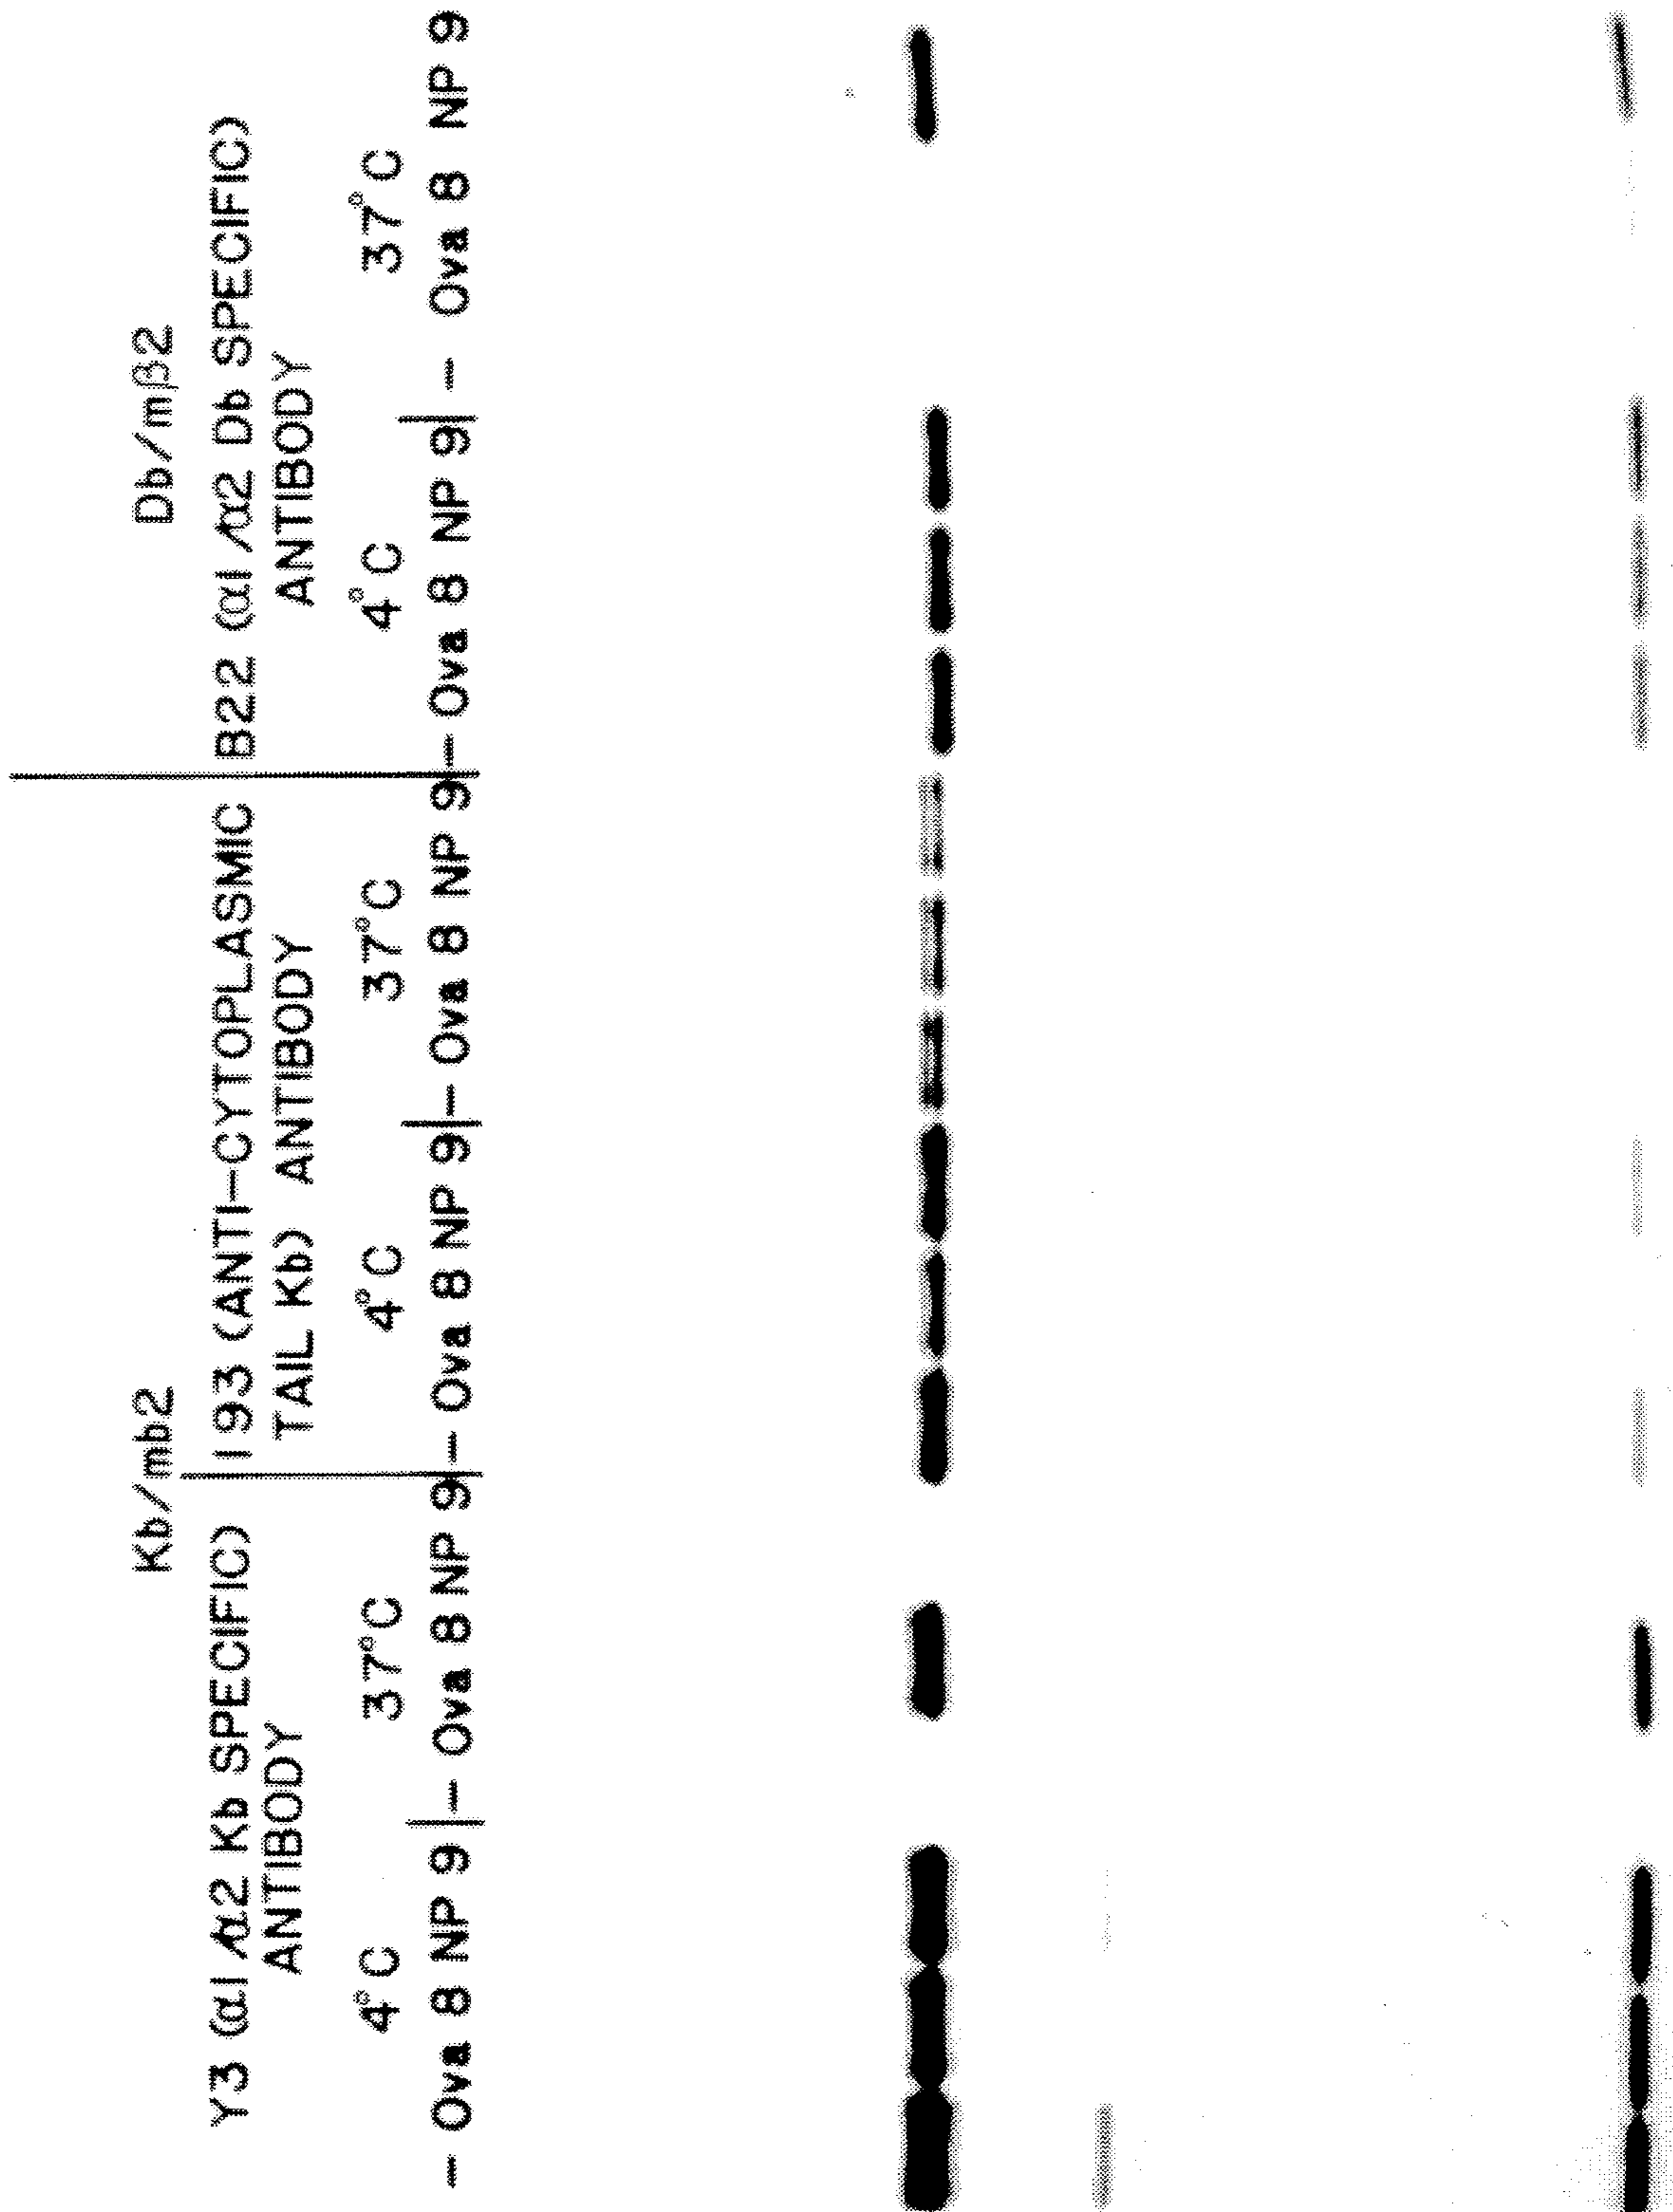 Kb/mb2
Db/mβ2
Y3 (α1/α2 Kb SPECIFIC)
ANTIBODY
193 (ANTI-CYTOPLASMIC
TAIL Kb) ANTIBODY
B22 (α1/α2 Db SPECIFIC)
ANTIBODY
4°C 37°C 4°C 37°C 4°C 37°C
– Ova 8 NP 9 – Ova 8 NP 9 – Ova 8 NP 9 – Ova 8 NP 9 – Ova 8 NP 9 – Ova 8 NP 9